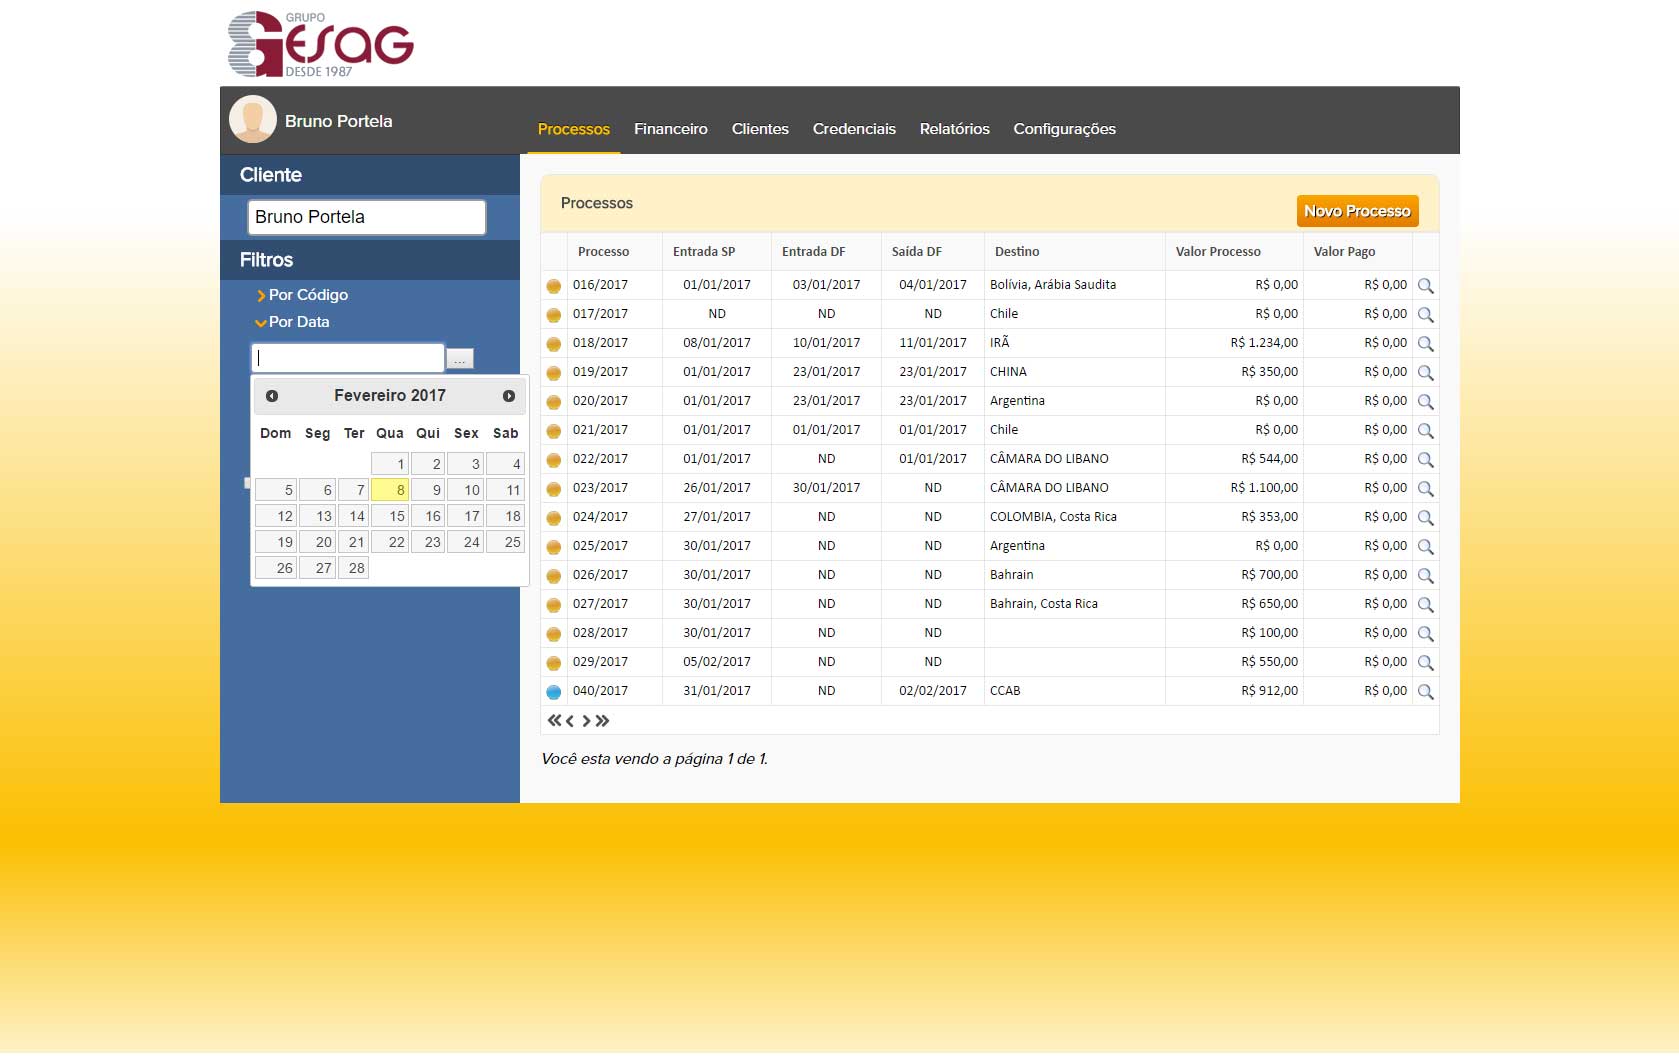 GRUPO
GESAG
DESDE 1987
Bruno Portela
Processos Financeiro Clientes Credenciais Relatórios Configurações
Cliente
Bruno Portela
Filtros
Por Código
Por Data
...
Fevereiro 2017
Dom Seg Ter Qua Qui Sex Sab
1 2 3 4
5 6 7 8 9 10 11
12 13 14 15 16 17 18
19 20 21 22 23 24 25
26 27 28
Processos
Novo Processo
Processo Entrada SP Entrada DF Saída DF Destino Valor Processo Valor Pago
016/2017 01/01/2017 03/01/2017 04/01/2017 Bolívia, Arábia Saudita R$ 0,00 R$ 0,00
017/2017 ND ND ND Chile R$ 0,00 R$ 0,00
018/2017 08/01/2017 10/01/2017 11/01/2017 IRÃ R$ 1.234,00 R$ 0,00
019/2017 01/01/2017 23/01/2017 23/01/2017 CHINA R$ 350,00 R$ 0,00
020/2017 01/01/2017 23/01/2017 23/01/2017 Argentina R$ 0,00 R$ 0,00
021/2017 01/01/2017 01/01/2017 01/01/2017 Chile R$ 0,00 R$ 0,00
022/2017 01/01/2017 ND 01/01/2017 CÂMARA DO LIBANO R$ 544,00 R$ 0,00
023/2017 26/01/2017 30/01/2017 ND CÂMARA DO LIBANO R$ 1.100,00 R$ 0,00
024/2017 27/01/2017 ND ND COLOMBIA, Costa Rica R$ 353,00 R$ 0,00
025/2017 30/01/2017 ND ND Argentina R$ 0,00 R$ 0,00
026/2017 30/01/2017 ND ND Bahrain R$ 700,00 R$ 0,00
027/2017 30/01/2017 ND ND Bahrain, Costa Rica R$ 650,00 R$ 0,00
028/2017 30/01/2017 ND ND R$ 100,00 R$ 0,00
029/2017 05/02/2017 ND ND R$ 550,00 R$ 0,00
040/2017 31/01/2017 ND 02/02/2017 CCAB R$ 912,00 R$ 0,00
Você esta vendo a página 1 de 1.